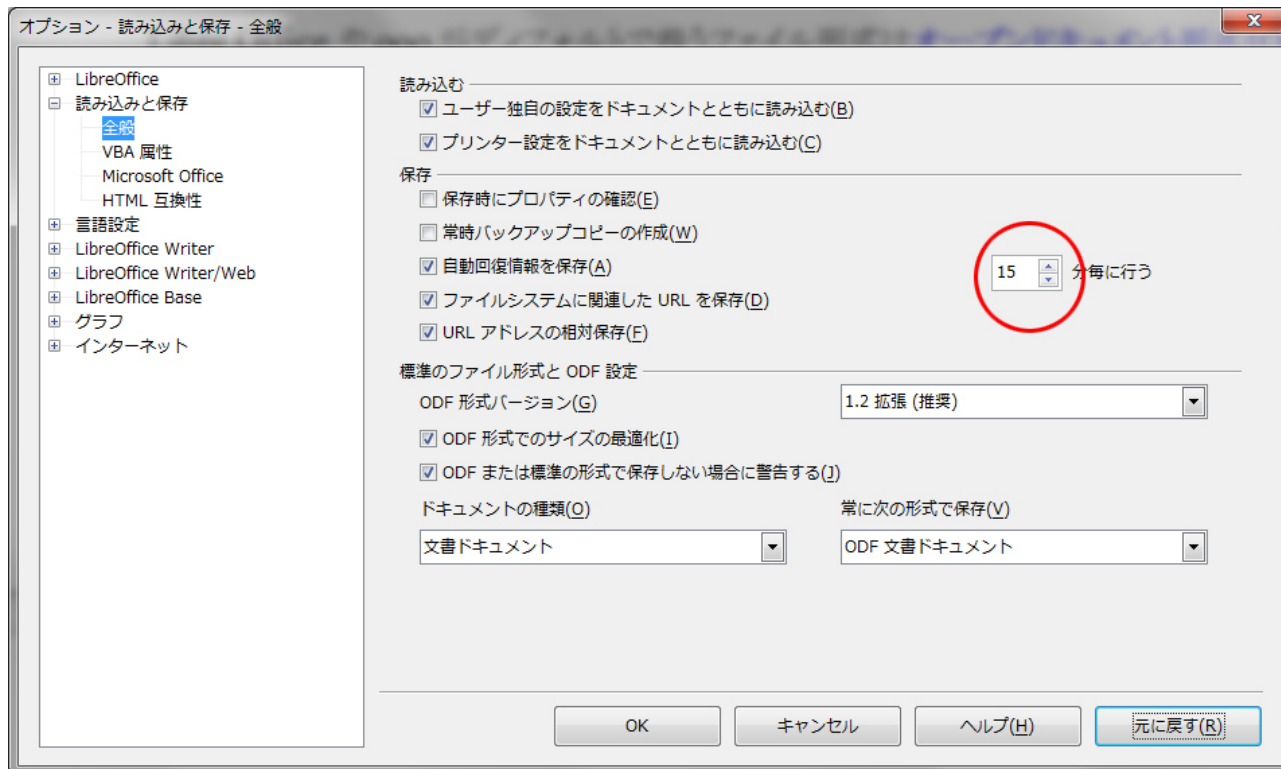 オプション - 読み込みと保存 - 全般
LibreOffice
読み込みと保存
全般
VBA 属性
Microsoft Office
HTML 互換性
言語設定
LibreOffice Writer
LibreOffice Writer/Web
LibreOffice Base
グラフ
インターネット
読み込む
ユーザー独自の設定をドキュメントとともに読み込む(B)
プリンター設定をドキュメントとともに読み込む(C)
保存
保存時にプロパティの確認(E)
常時バックアップコピーの作成(W)
自動回復情報を保存(A) 15 分毎に行う
ファイルシステムに関連した URL を保存(D)
URL アドレスの相対保存(F)
標準のファイル形式と ODF 設定
ODF 形式バージョン(G) 1.2 拡張 (推奨)
ODF 形式でのサイズの最適化(I)
ODF または標準の形式で保存しない場合に警告する(J)
ドキュメントの種類(O) 常に次の形式で保存(V)
文書ドキュメント ODF 文書ドキュメント
OK キャンセル ヘルプ(H) 元に戻す(R)